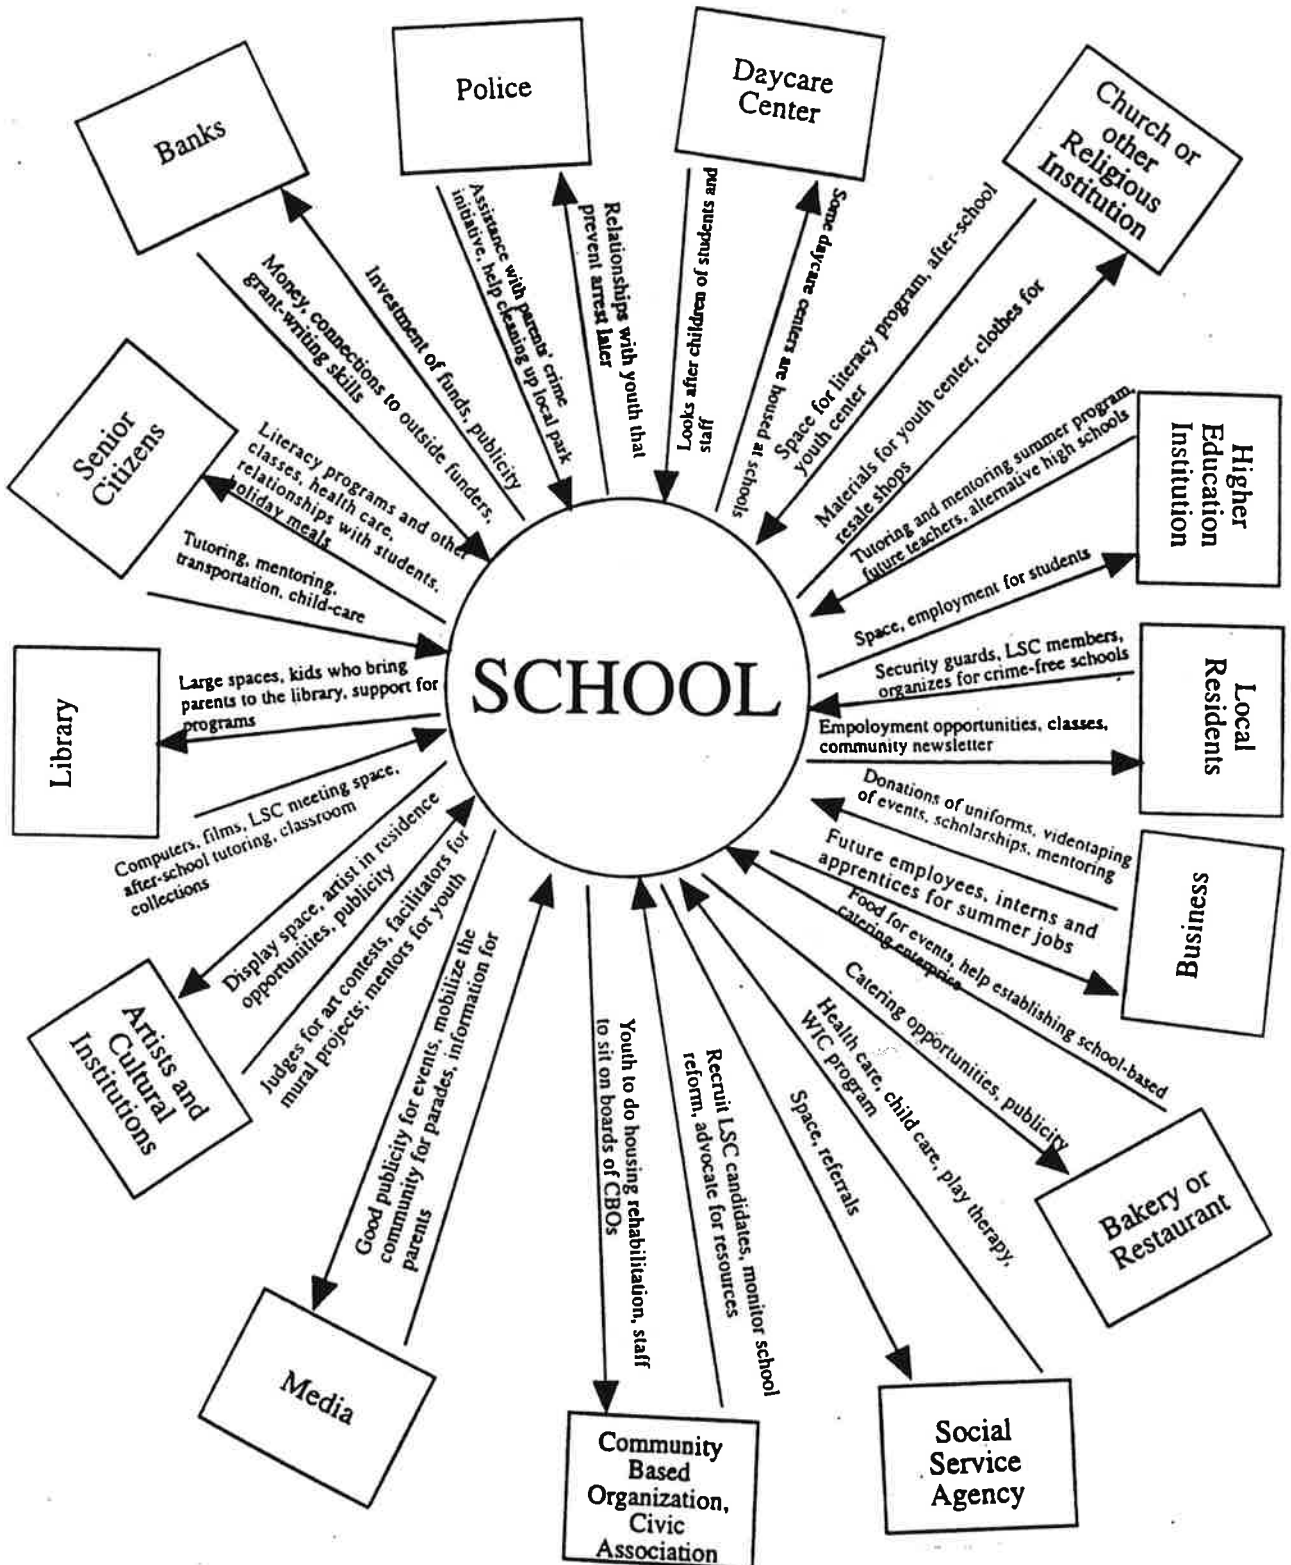 Banks
Police
Daycare
Center
Church or
other
Religious
Institution
Money, connections to outside funders,
grant-writing skills
Investment of funds, publicity
Assistance with parents' crime
initiative, help cleaning up local park
Relationships with youth that
prevent arrest later
Looks after children of students and
staff
Some daycare centers are housed at schools
Space for literacy program, after-school
youth center
Materials for youth center, clothes for
resale shops
Senior
Citizens
Literacy programs and other
classes, health care,
relationships with students,
holiday meals
Tutoring, mentoring,
transportation, child-care
Higher
Education
Institution
Tutoring and mentoring summer program,
future teachers, alternative high schools
Space, employment for students
SCHOOL
Library
Large spaces, kids who bring
parents to the library, support for
programs
Computers, films, LSC meeting space,
after-school tutoring, classroom
collections
Local
Residents
Security guards, LSC members,
organizes for crime-free schools
Empoloyment opportunities, classes,
community newsletter
Business
Donations of uniforms, videotaping
of events, scholarships, mentoring
Future employees, interns and
apprentices for summer jobs
Artists and
Cultural
Institutions
Display space, artist in residence
opportunities, publicity
Judges for art contests, facilitators for
mural projects; mentors for youth
Food for events, help establishing school-based
catering enterprise
Catering opportunities, publicity
Bakery or
Restaurant
Media
Good publicity for events, mobilize the
community for parades, information for
parents
Youth to do housing rehabilitation, staff
to sit on boards of CBOs
Recruit LSC candidates, monitor school
reform, advocate for resources
Community
Based
Organization,
Civic
Association
Space, referrals
Health care, child care, play therapy,
WIC program
Social
Service
Agency